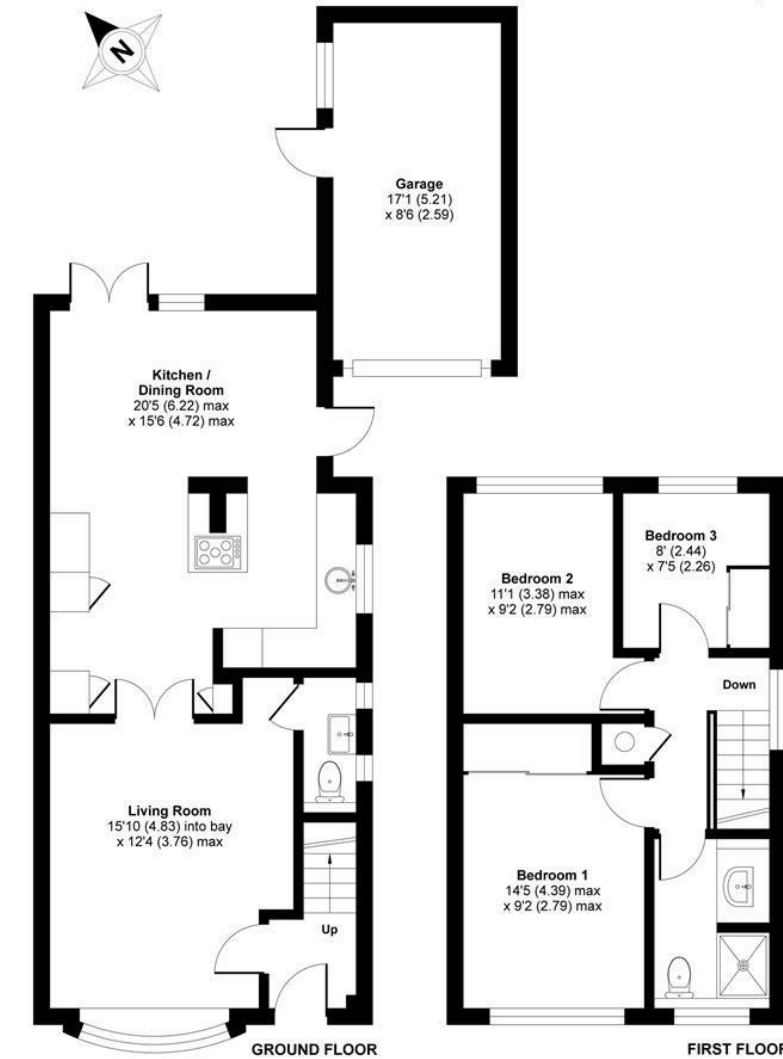 N
Garage
17'1 (5.21)
x 8'6 (2.59)
Kitchen /
Dining Room
20'5 (6.22) max
x 15'6 (4.72) max
Living Room
15'10 (4.83) into bay
x 12'4 (3.76) max
Up
GROUND FLOOR
Bedroom 2
11'1 (3.38) max
x 9'2 (2.79) max
Bedroom 3
8' (2.44)
x 7'5 (2.26)
Down
Bedroom 1
14'5 (4.39) max
x 9'2 (2.79) max
FIRST FLOOR